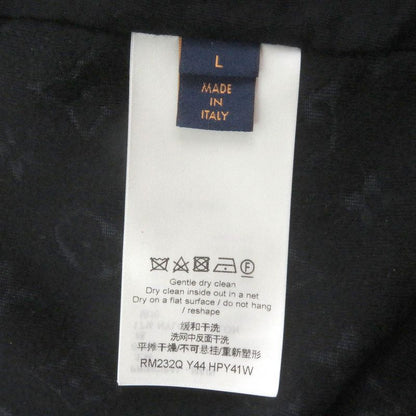 L
MADE
IN
ITALY
Gentle dry clean
Dry clean inside out in a net
Dry on a flat surface / do not hang
/ reshape
缓和干洗
洗网中反面干洗
平摊干燥/不可悬挂/重新塑形
RM232Q Y44 HPY41W